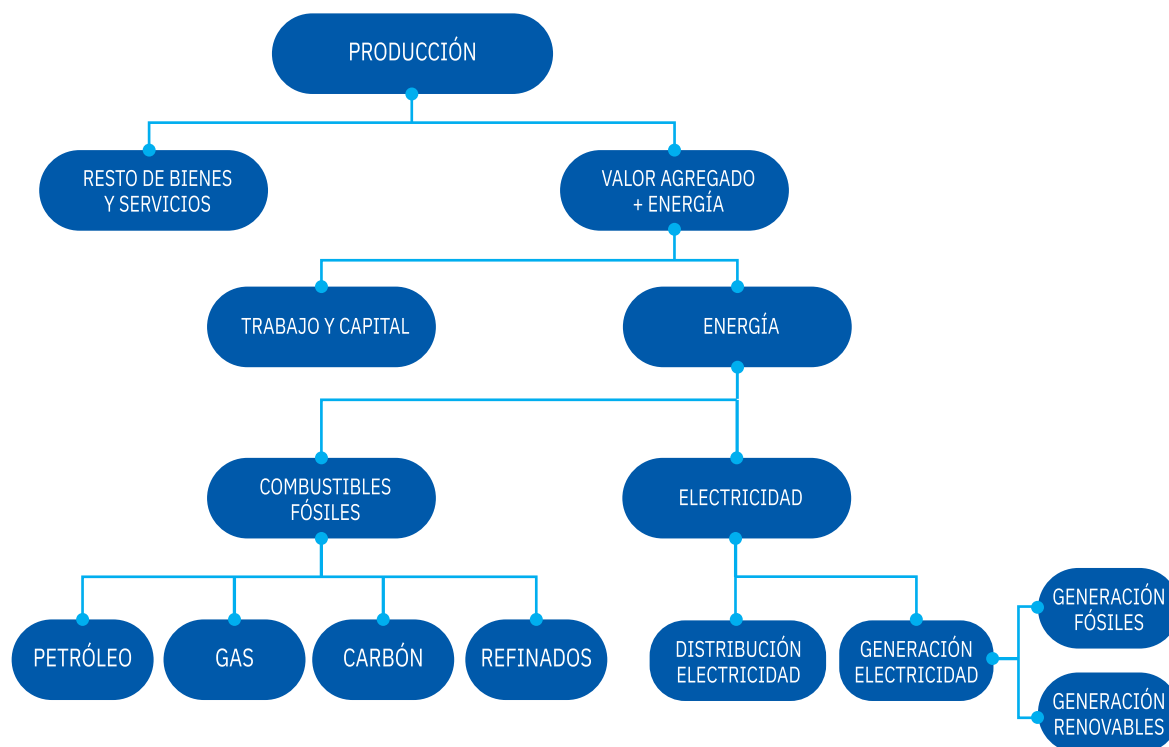 PRODUCCIÓN
RESTO DE BIENES
Y SERVICIOS
VALOR AGREGADO
+ ENERGÍA
TRABAJO Y CAPITAL
ENERGÍA
COMBUSTIBLES
FÓSILES
ELECTRICIDAD
PETRÓLEO
GAS
CARBÓN
REFINADOS
DISTRIBUCIÓN
ELECTRICIDAD
GENERACIÓN
ELECTRICIDAD
GENERACIÓN
FÓSILES
GENERACIÓN
RENOVABLES